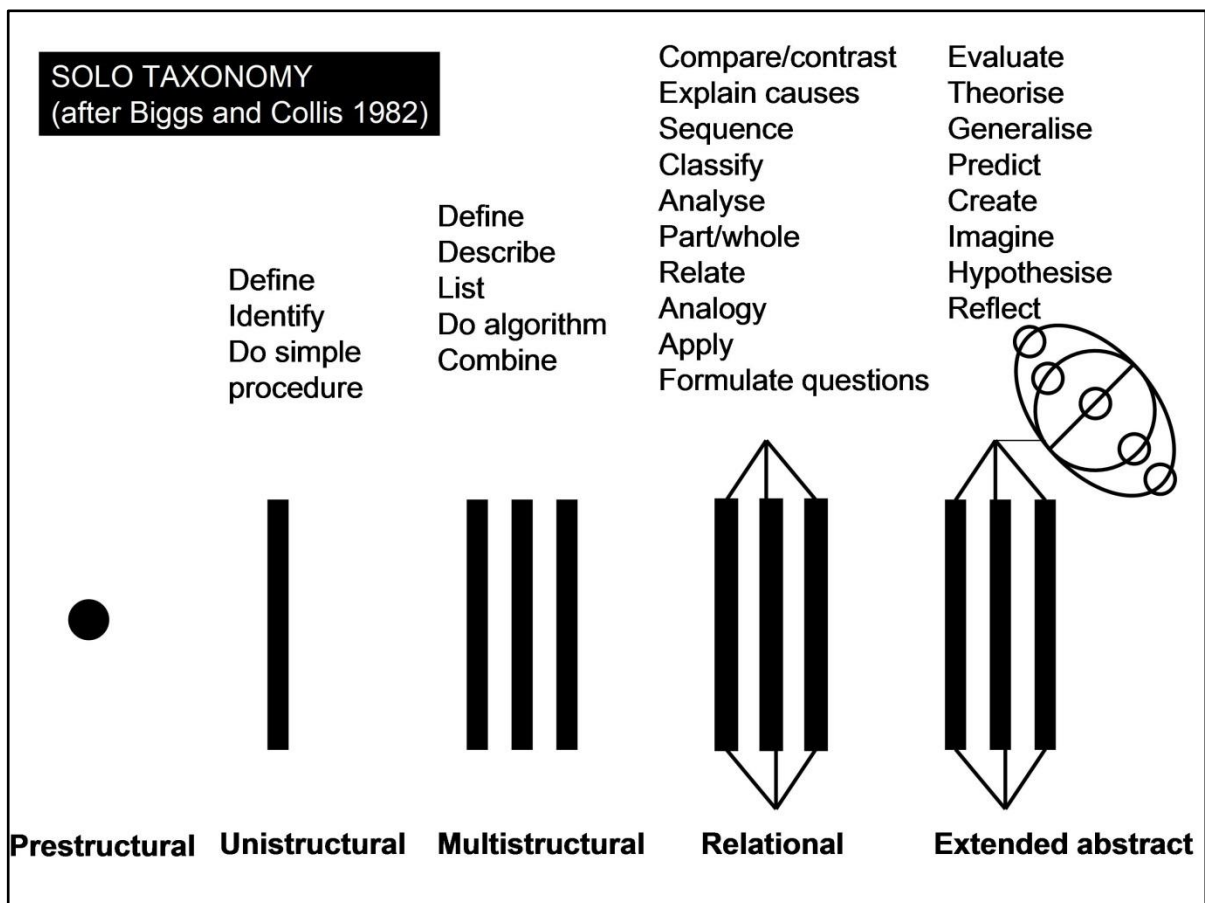 SOLO TAXONOMY
(after Biggs and Collis 1982)
Define
Identify
Do simple
procedure
Define
Describe
List
Do algorithm
Combine
Compare/contrast
Explain causes
Sequence
Classify
Analyse
Part/whole
Relate
Analogy
Apply
Formulate questions
Evaluate
Theorise
Generalise
Predict
Create
Imagine
Hypothesise
Reflect
Prestructural
Unistructural
Multistructural
Relational
Extended abstract